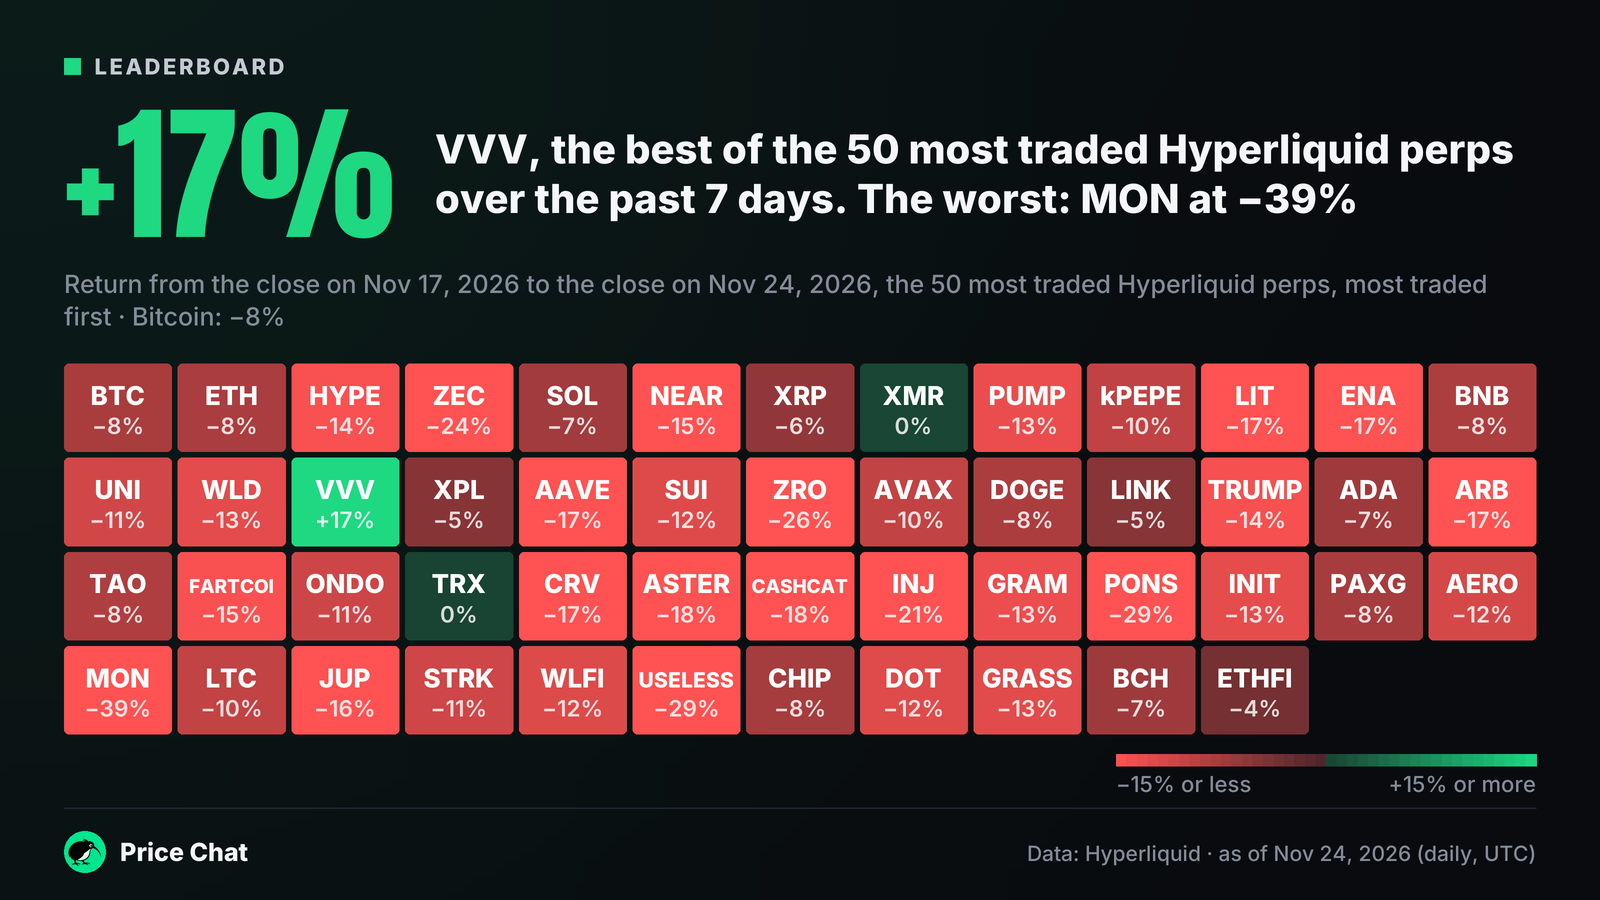 LEADERBOARD
+17%
VVV, the best of the 50 most traded Hyperliquid perps
over the past 7 days. The worst: MON at −39%
Return from the close on Nov 17, 2026 to the close on Nov 24, 2026, the 50 most traded Hyperliquid perps, most traded
first · Bitcoin: −8%
BTC ETH HYPE ZEC SOL NEAR XRP XMR PUMP kPEPE LIT ENA BNB
−8% −8% −14% −24% −7% −15% −6% 0% −13% −10% −17% −17% −8%
UNI WLD VVV XPL AAVE SUI ZRO AVAX DOGE LINK TRUMP ADA ARB
−11% −13% +17% −5% −17% −12% −26% −10% −8% −5% −14% −7% −17%
TAO FARTCOI ONDO TRX CRV ASTER CASHCAT INJ GRAM PONS INIT PAXG AERO
−8% −15% −11% 0% −17% −18% −18% −21% −13% −29% −13% −8% −12%
MON LTC JUP STRK WLFI USELESS CHIP DOT GRASS BCH ETHFI
−39% −10% −16% −11% −12% −29% −8% −12% −13% −7% −4%
−15% or less +15% or more
Price Chat
Data: Hyperliquid · as of Nov 24, 2026 (daily, UTC)